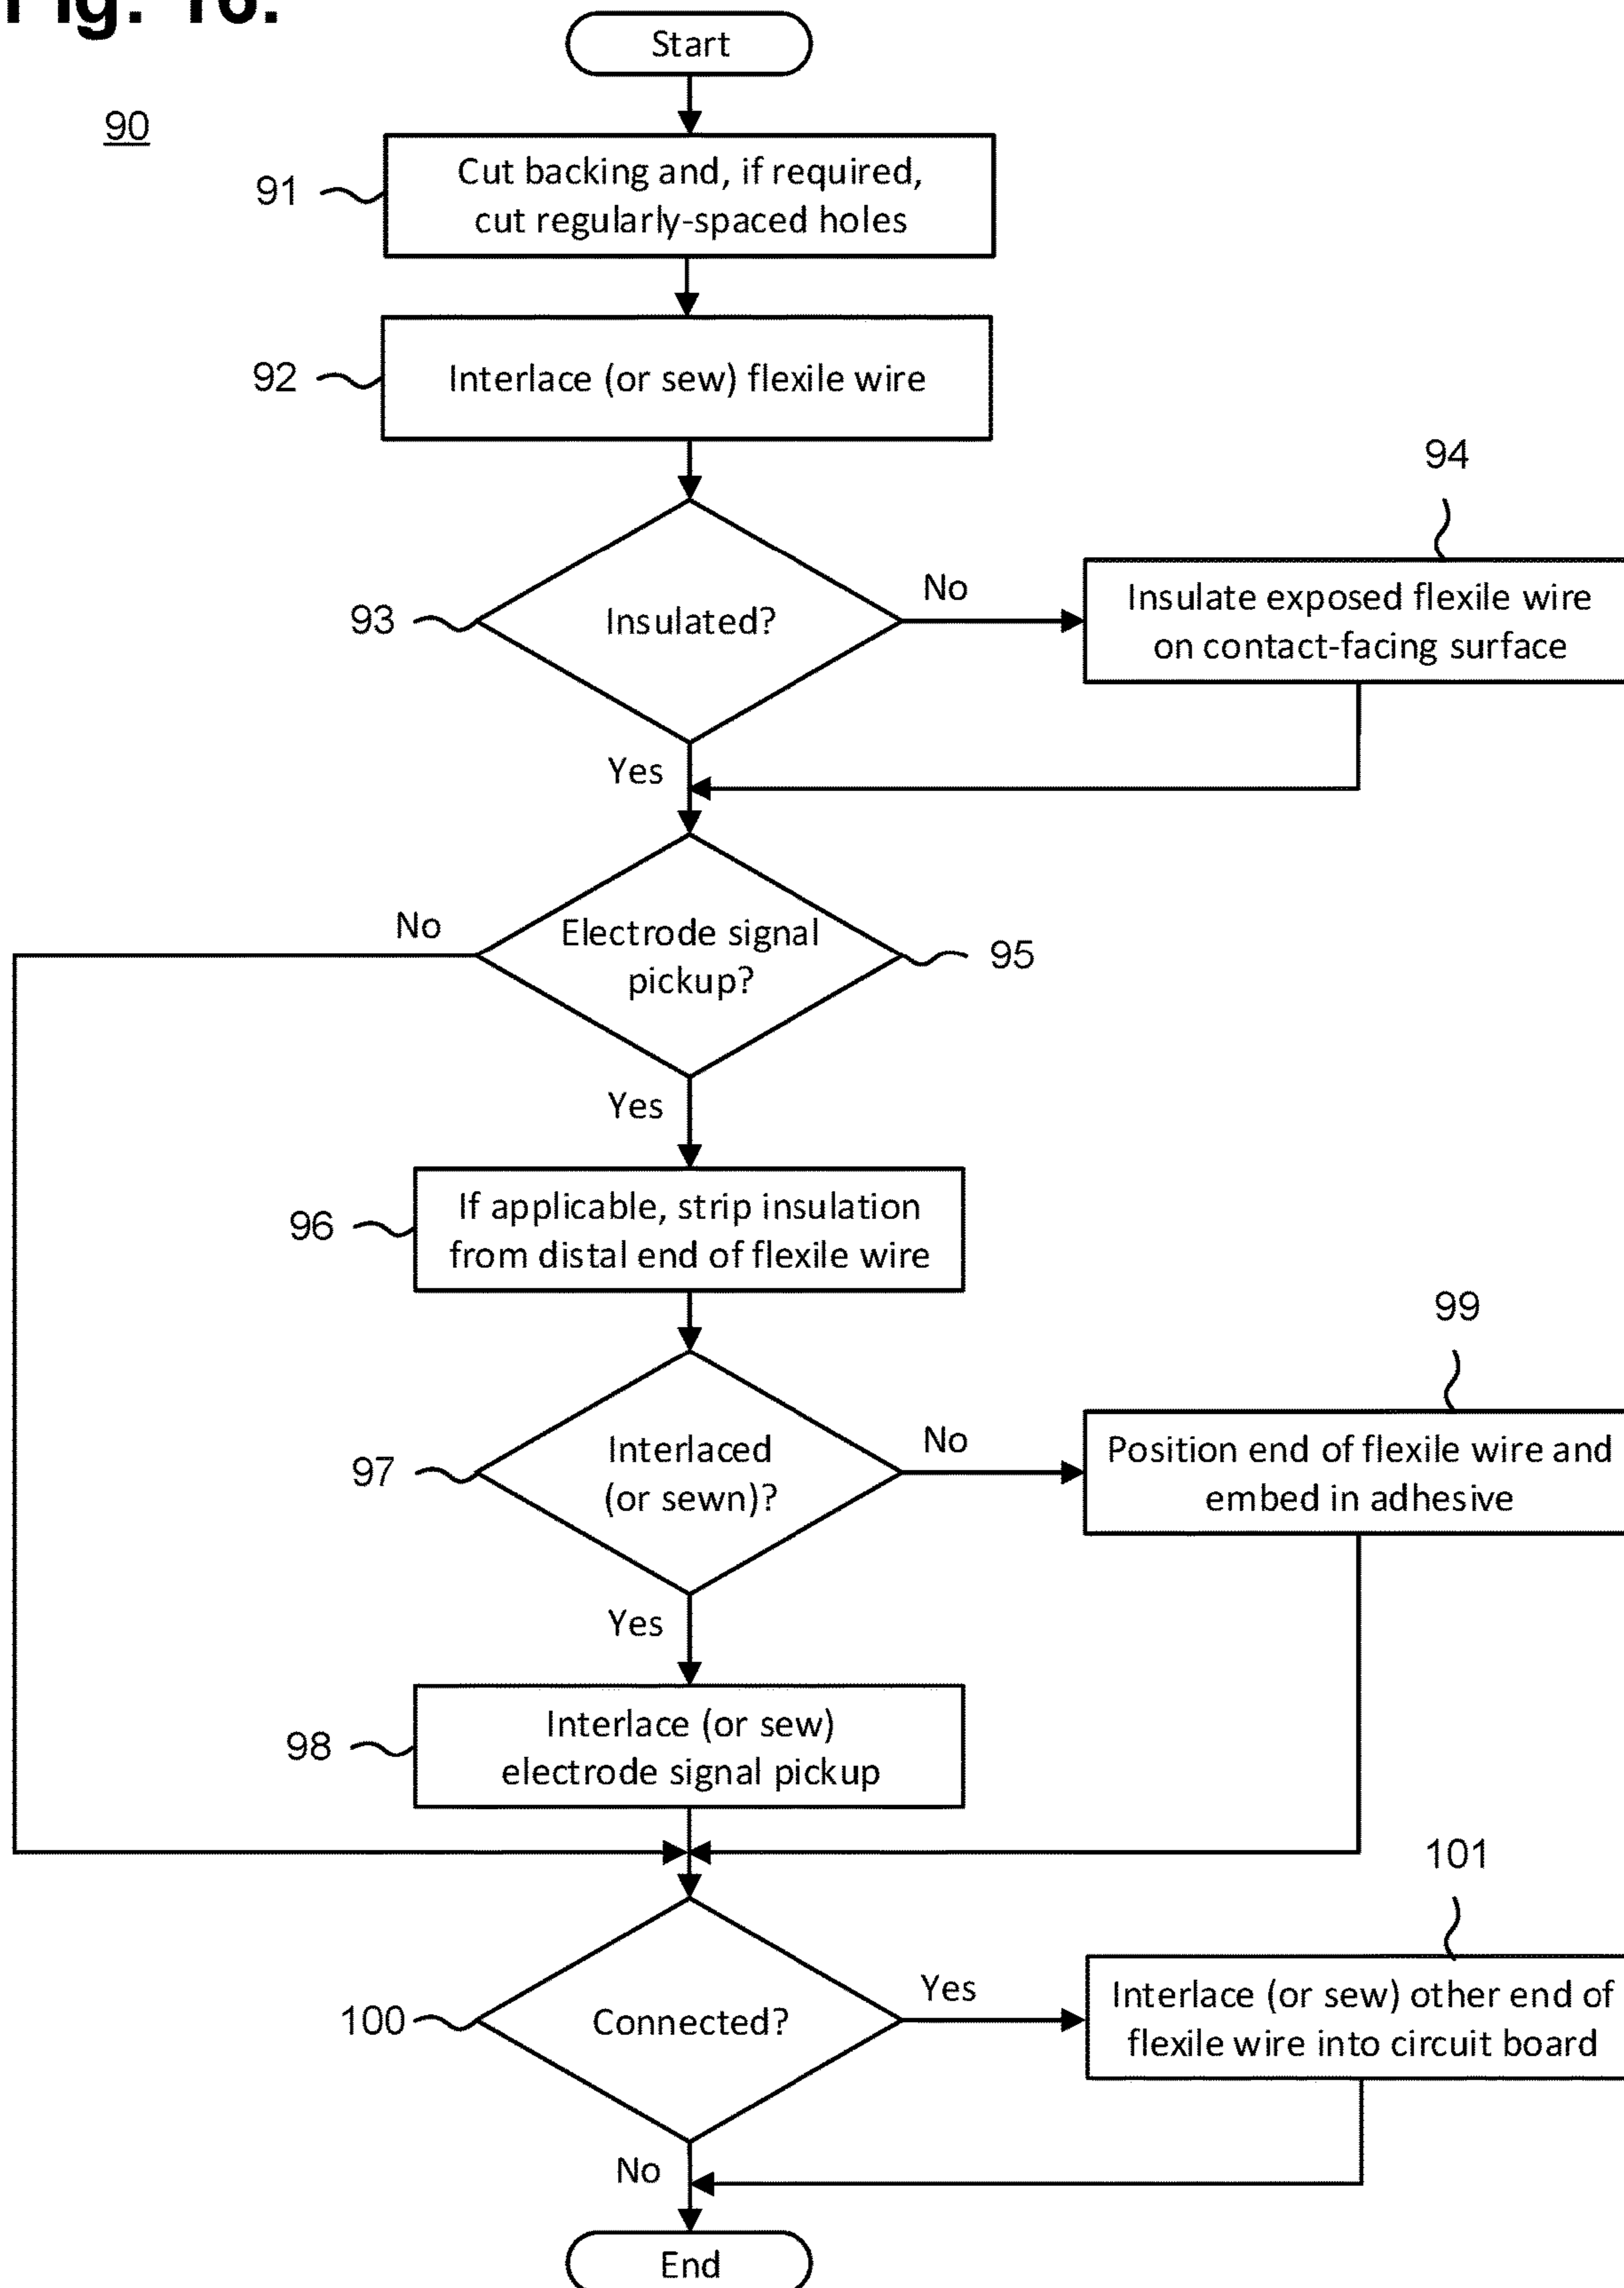 Fig. 16.
Start
90
91
Cut backing and, if required,
cut regularly-spaced holes
92
Interlace (or sew) flexile wire
94
93
Insulated?
No
Insulate exposed flexile wire
on contact-facing surface
Yes
No
Electrode signal
pickup?
95
Yes
96
If applicable, strip insulation
from distal end of flexile wire
99
97
Interlaced
(or sewn)?
No
Position end of flexile wire and
embed in adhesive
Yes
98
Interlace (or sew)
electrode signal pickup
101
100
Connected?
Yes
Interlace (or sew) other end of
flexile wire into circuit board
No
End